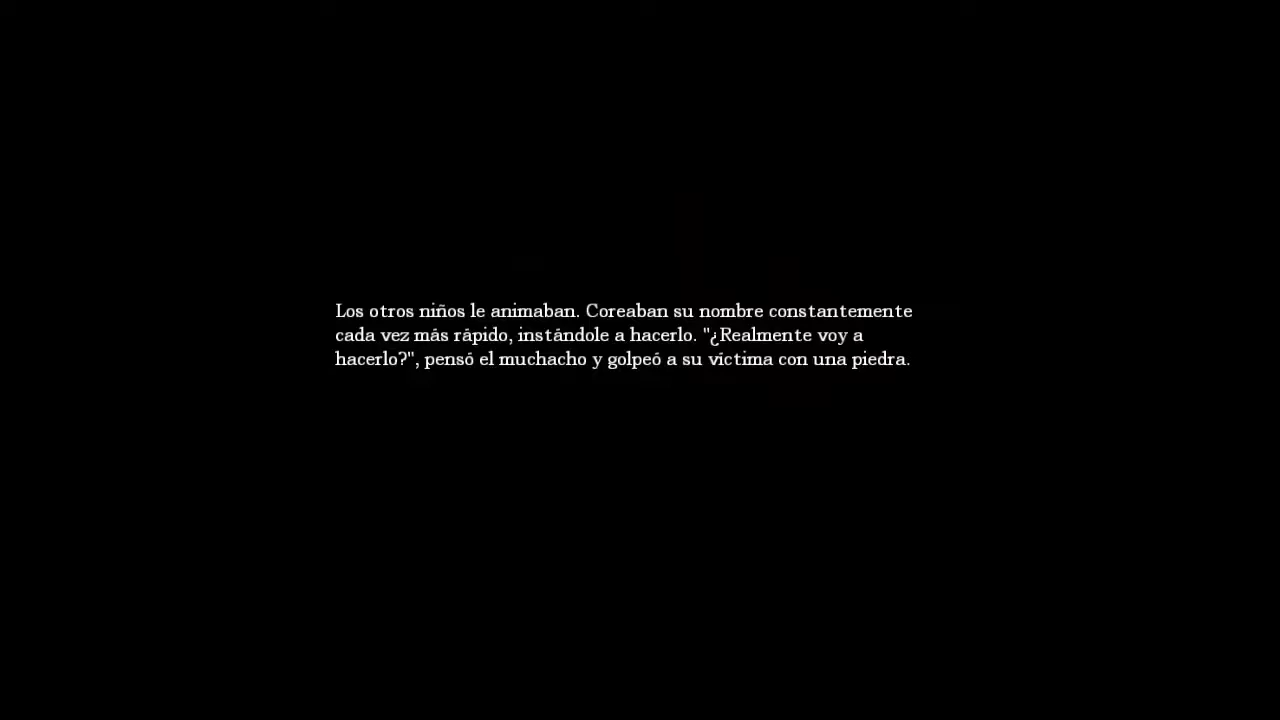 Los otros niños le animaban. Coreaban su nombre constantemente
cada vez más rápido, instándole a hacerlo. "¿Realmente voy a
hacerlo?", pensó el muchacho y golpeó a su víctima con una piedra.